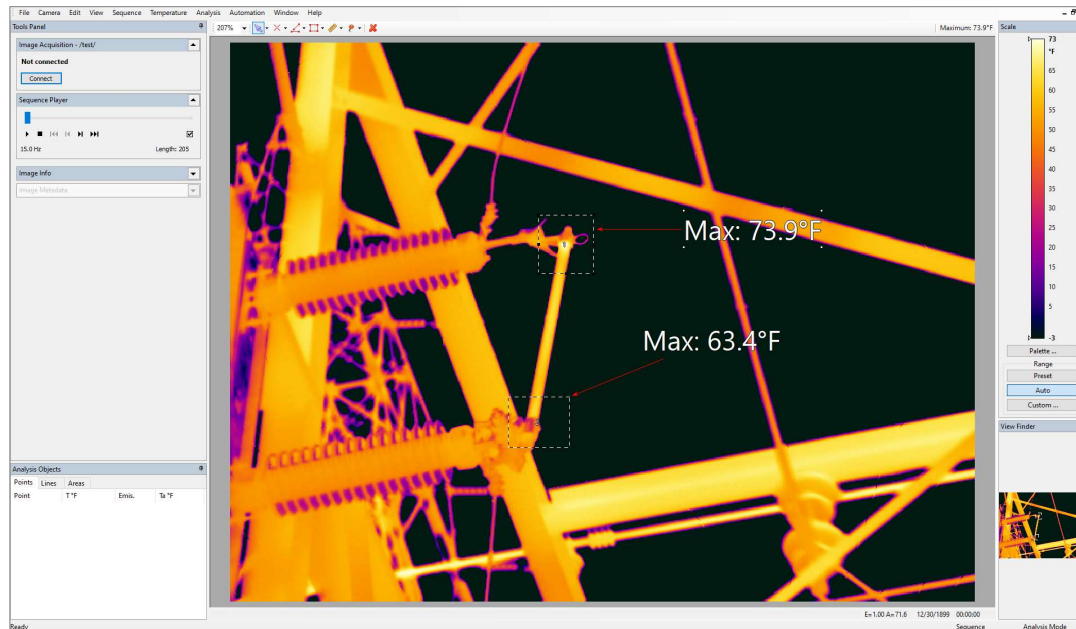 File Camera Edit View Sequence Temperature Analysis Automation Window Help
Tools Panel
207%
Maximum: 73.9°F
Scale
Image Acquisition - /test/
Not connected
Connect
Sequence Player
15.0 Hz
Length: 205
Image Info
Image Metadata
Max: 73.9°F
Max: 63.4°F
73
°F
65
60
55
50
45
40
35
30
25
20
15
10
5
-3
Palette ...
Range
Preset
Auto
Custom ...
View Finder
Analysis Objects
Points Lines Areas
Point T °F Emis. Ta °F
E=1.00 A=71.6 12/30/1899 00:00:00
Ready
Sequence
Analysis Mode